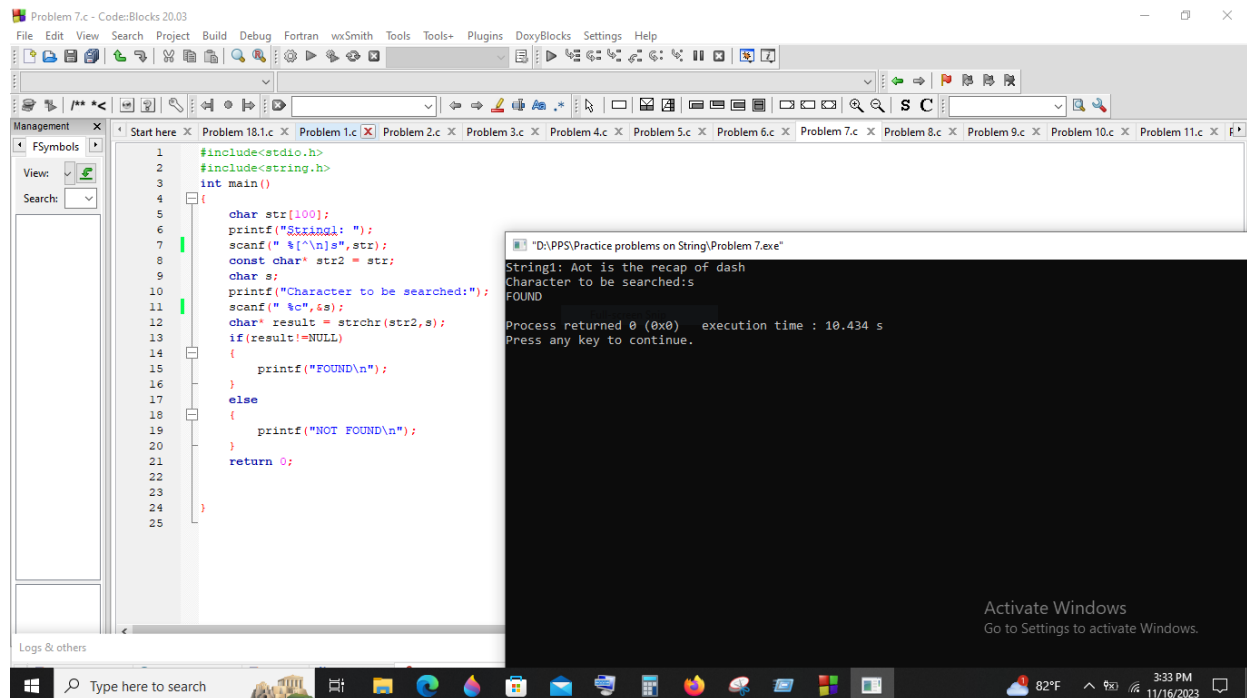 Problem 7.c - Code::Blocks 20.03
File Edit View Search Project Build Debug Fortran wxSmith Tools Tools+ Plugins DoxyBlocks Settings Help
/** *<
.*
S C
Management
Start here Problem 18.1.c Problem 1.c Problem 2.c Problem 3.c Problem 4.c Problem 5.c Problem 6.c Problem 7.c Problem 8.c Problem 9.c Problem 10.c Problem 11.c
FSymbols
View:
Search:
1 #include<stdio.h>
2 #include<string.h>
3 int main()
4 {
5 char str[100];
6 printf("String1: ");
7 scanf(" %[^\n]s",str);
8 const char* str2 = str;
9 char s;
10 printf("Character to be searched:");
11 scanf(" %c",&s);
12 char* result = strchr(str2,s);
13 if(result!=NULL)
14 {
15 printf("FOUND\n");
16 }
17 else
18 {
19 printf("NOT FOUND\n");
20 }
21 return 0;
22
23
24 }
25
"D:\PPS\Practice problems on String\Problem 7.exe"
String1: Aot is the recap of dash
Character to be searched:s
FOUND
Process returned 0 (0x0) execution time : 10.434 s
Press any key to continue.
Activate Windows
Go to Settings to activate Windows.
Logs & others
Type here to search
1
82°F
3:33 PM
11/16/2023